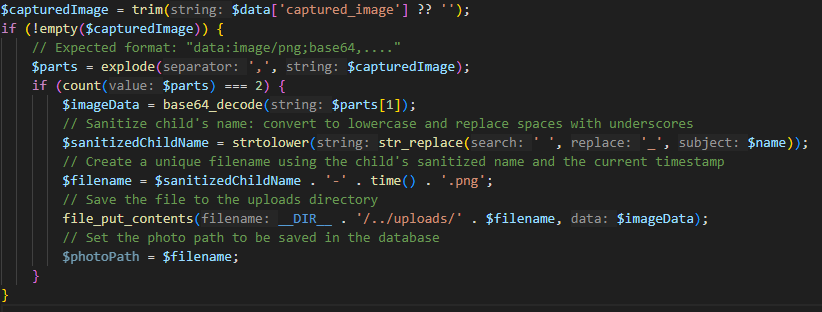 $capturedImage = trim(string: $data['captured_image'] ?? '');
if (!empty($capturedImage)) {
    // Expected format: "data:image/png;base64,...."
    $parts = explode(separator: ',', string: $capturedImage);
    if (count(value: $parts) === 2) {
        $imageData = base64_decode(string: $parts[1]);
        // Sanitize child's name: convert to lowercase and replace spaces with underscores
        $sanitizedChildName = strtolower(string: str_replace(search: ' ', replace: '_', subject: $name));
        // Create a unique filename using the child's sanitized name and the current timestamp
        $filename = $sanitizedChildName . '-' . time() . '.png';
        // Save the file to the uploads directory
        file_put_contents(filename: __DIR__ . '/../uploads/' . $filename, data: $imageData);
        // Set the photo path to be saved in the database
        $photoPath = $filename;
    }
}